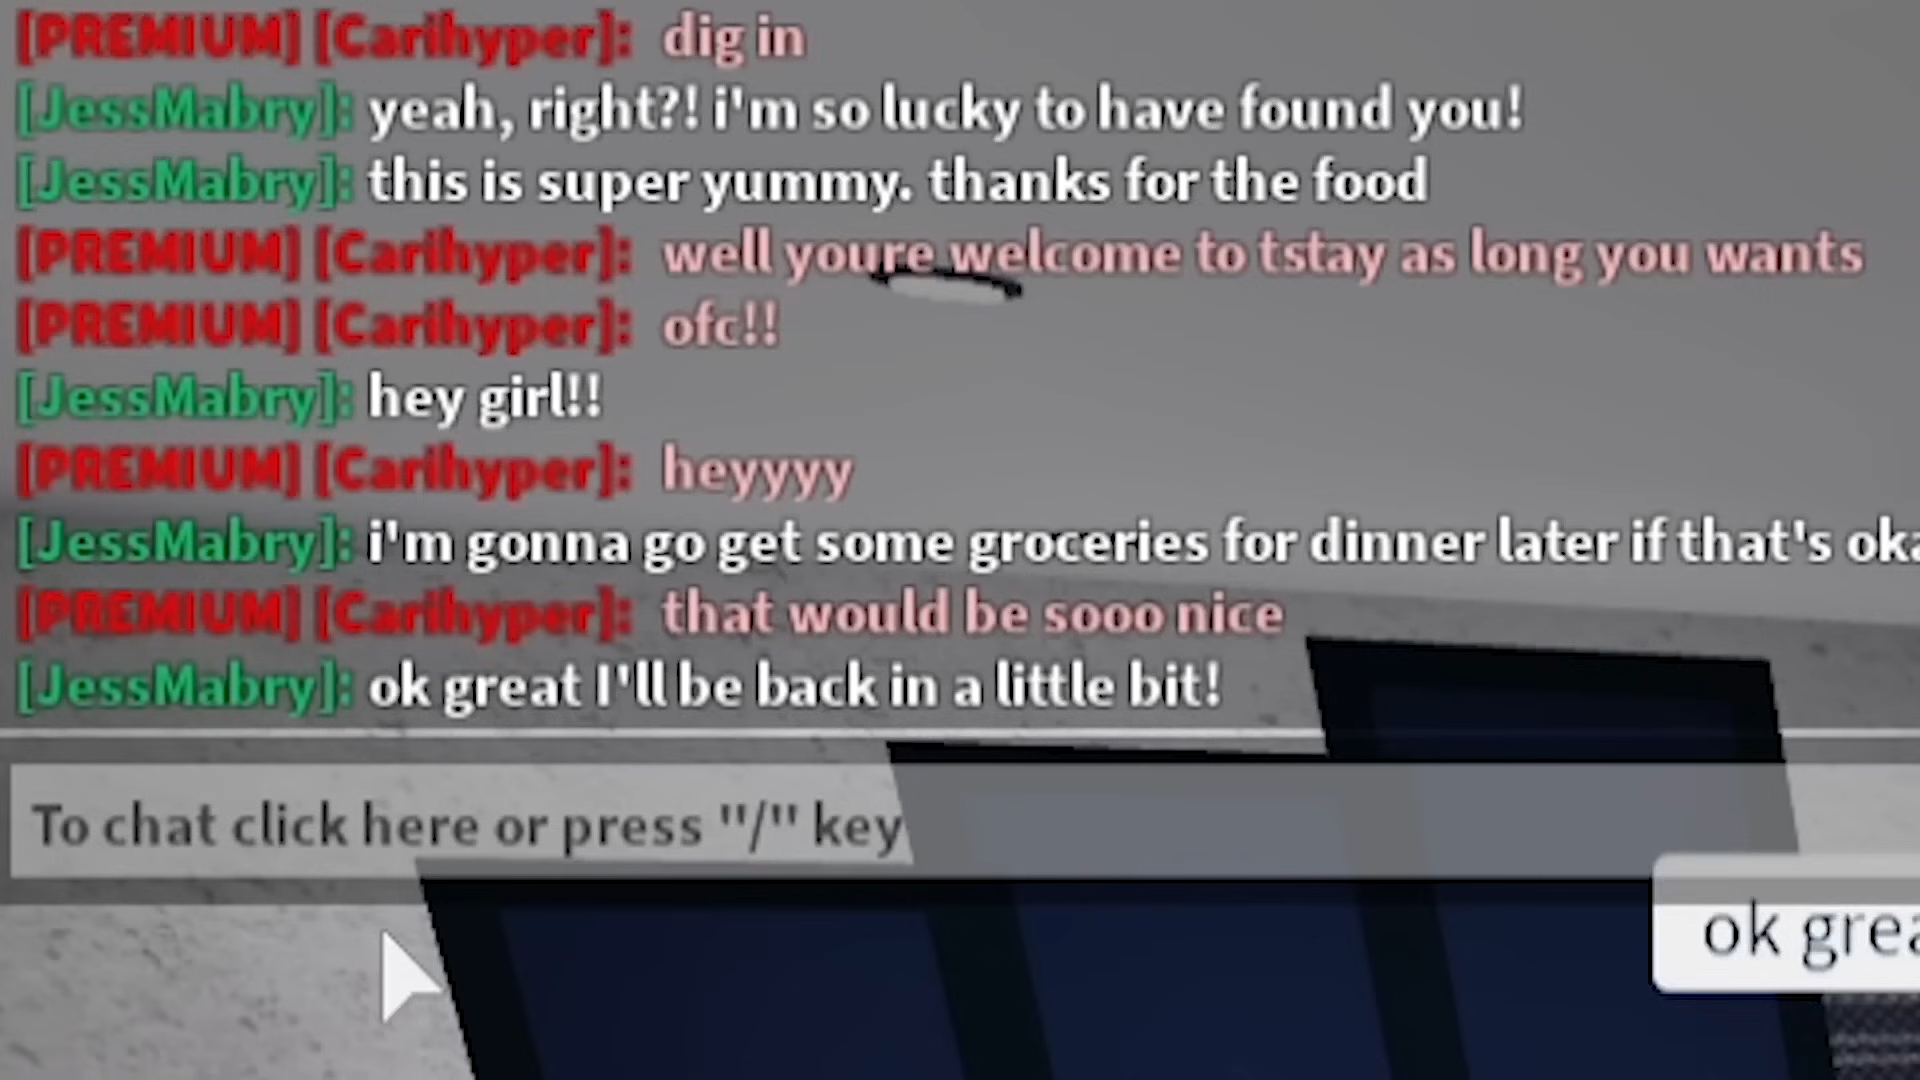 [PREMIUM] [Carihyper]: dig in
[JessMabry]: yeah, right?! i'm so lucky to have found you!
[JessMabry]: this is super yummy. thanks for the food
[PREMIUM] [Carihyper]: well youre welcome to tstay as long you wants
[PREMIUM] [Carihyper]: ofc!!
[JessMabry]: hey girl!!
[PREMIUM] [Carihyper]: heyyyy
[JessMabry]: i'm gonna go get some groceries for dinner later if that's
[PREMIUM] [Carihyper]: that would be sooo nice
[JessMabry]: ok great I'll be back in a little bit!
To chat click here or press "/" key
ok